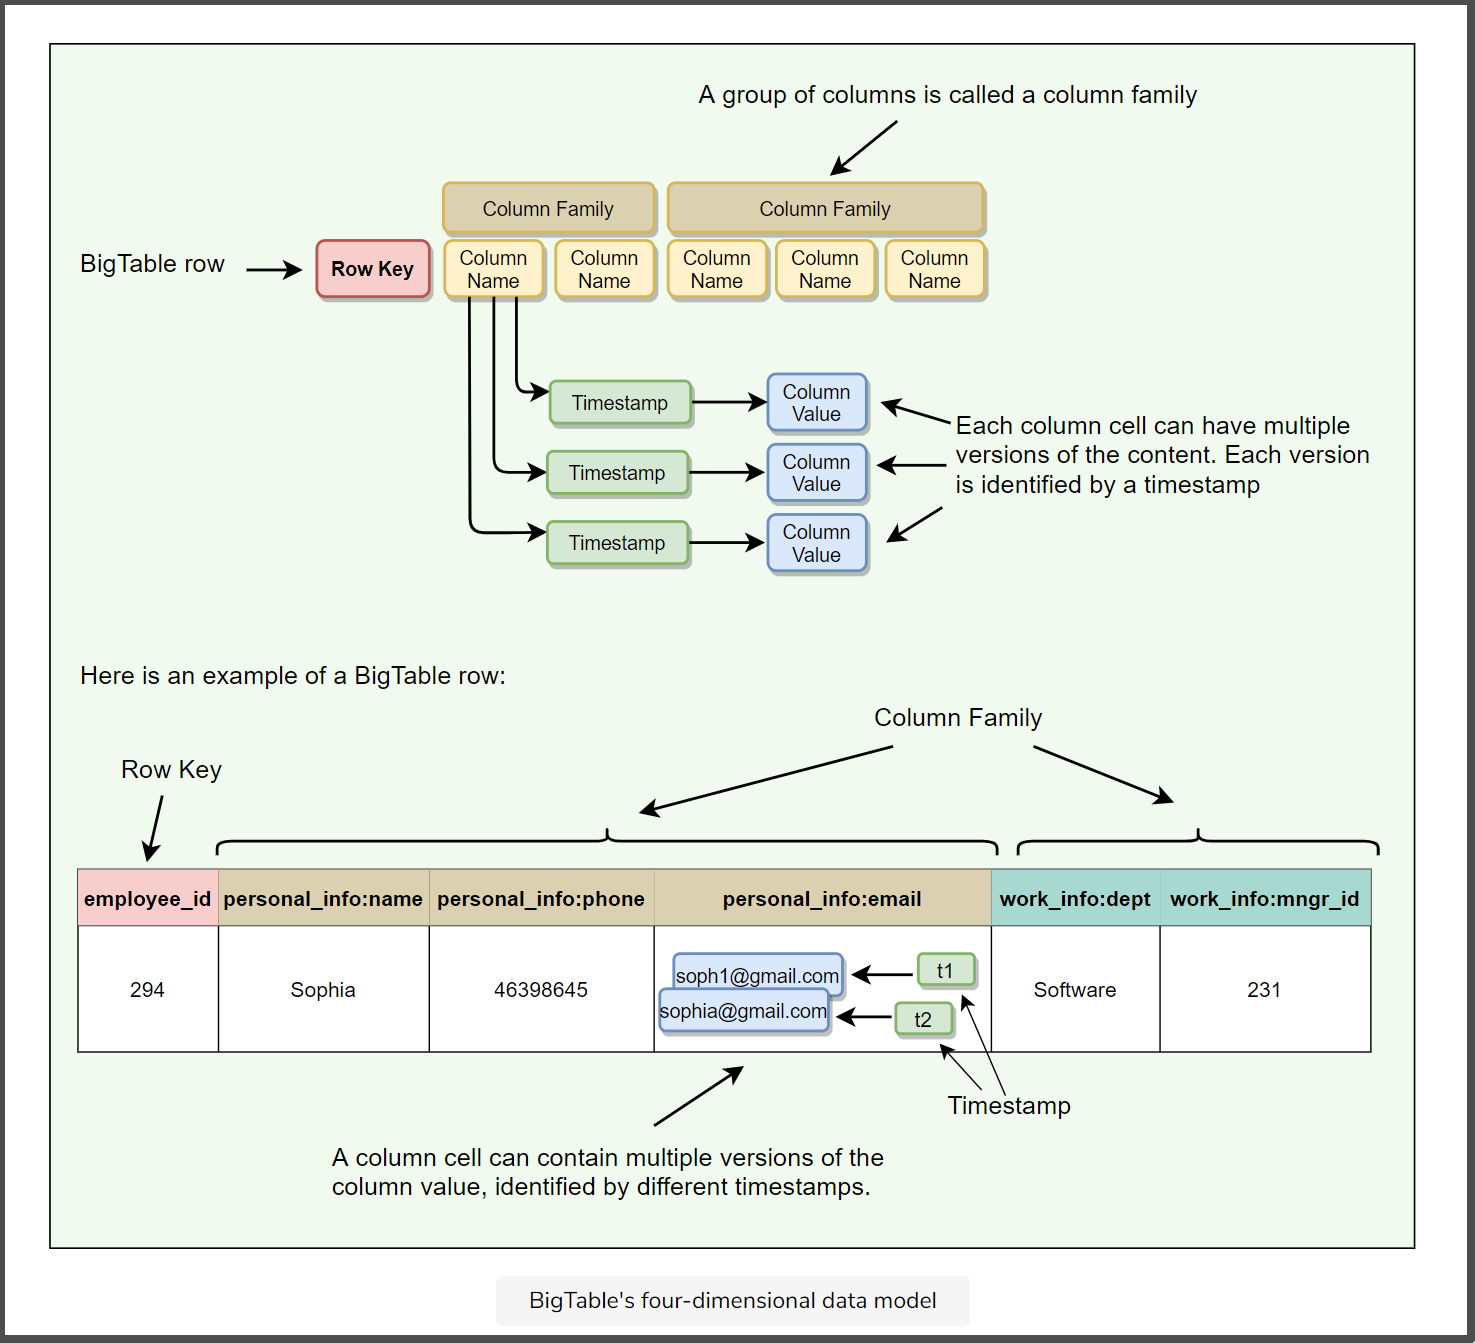 A group of columns is called a column family
Column Family
Column Family
BigTable row
Row Key
Column
Name
Column
Name
Column
Name
Column
Name
Column
Name
Timestamp
Column
Value
Timestamp
Column
Value
Timestamp
Column
Value
Each column cell can have multiple
versions of the content. Each version
is identified by a timestamp
Here is an example of a BigTable row:
Column Family
Row Key
employee_id personal_info:name personal_info:phone personal_info:email work_info:dept work_info:mngr_id
294 Sophia 46398645 soph1@gmail.com t1 Software 231
sophia@gmail.com t2
Timestamp
A column cell can contain multiple versions of the
column value, identified by different timestamps.
BigTable's four-dimensional data model